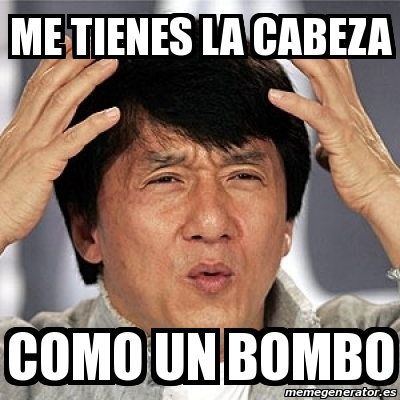 ME TIENES LA CABEZA
COMO UN BOMBO
memegenerator.es